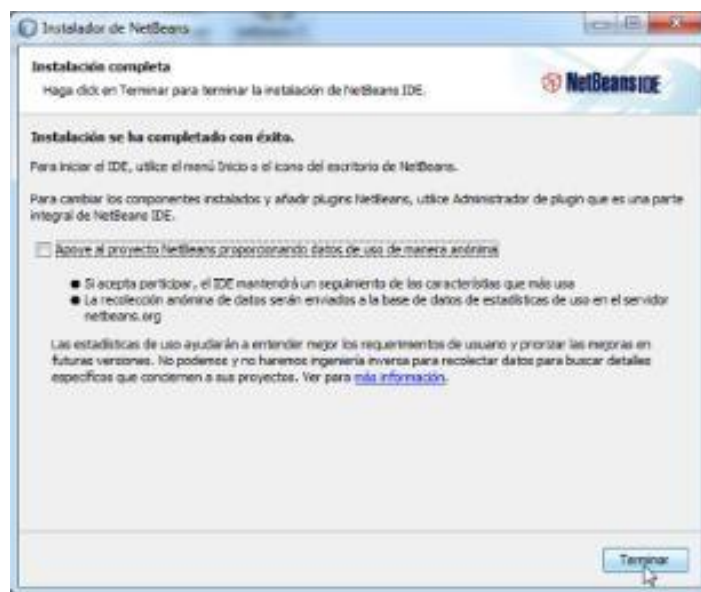 Instalador de NetBeans
Instalación completa
Haga click en Terminar para terminar la instalación de NetBeans IDE.
NetBeans IDE
Instalación se ha completado con éxito.
Para iniciar el IDE, utilice el menú Inicio o el icono del escritorio de NetBeans.
Para cambiar los componentes instalados y añadir plugins NetBeans, utilice Administrador de plugin que es una parte
integral de NetBeans IDE.
Apoye al proyecto NetBeans proporcionando datos de uso de manera anónima
Si acepta participar, el IDE mantendrá un seguimiento de las características que más usa
La recolección anónima de datos serán enviados a la base de datos de estadísticas de uso en el servidor
netbeans.org
Las estadísticas de uso ayudarán a entender mejor los requerimentos de usuario y priorizar las mejoras en
futuras versiones. No podemos y no haremos ingeniería inversa para recolectar datos para buscar detalles
específicos que conciernen a sus proyectos. Ver para más información.
Terminar